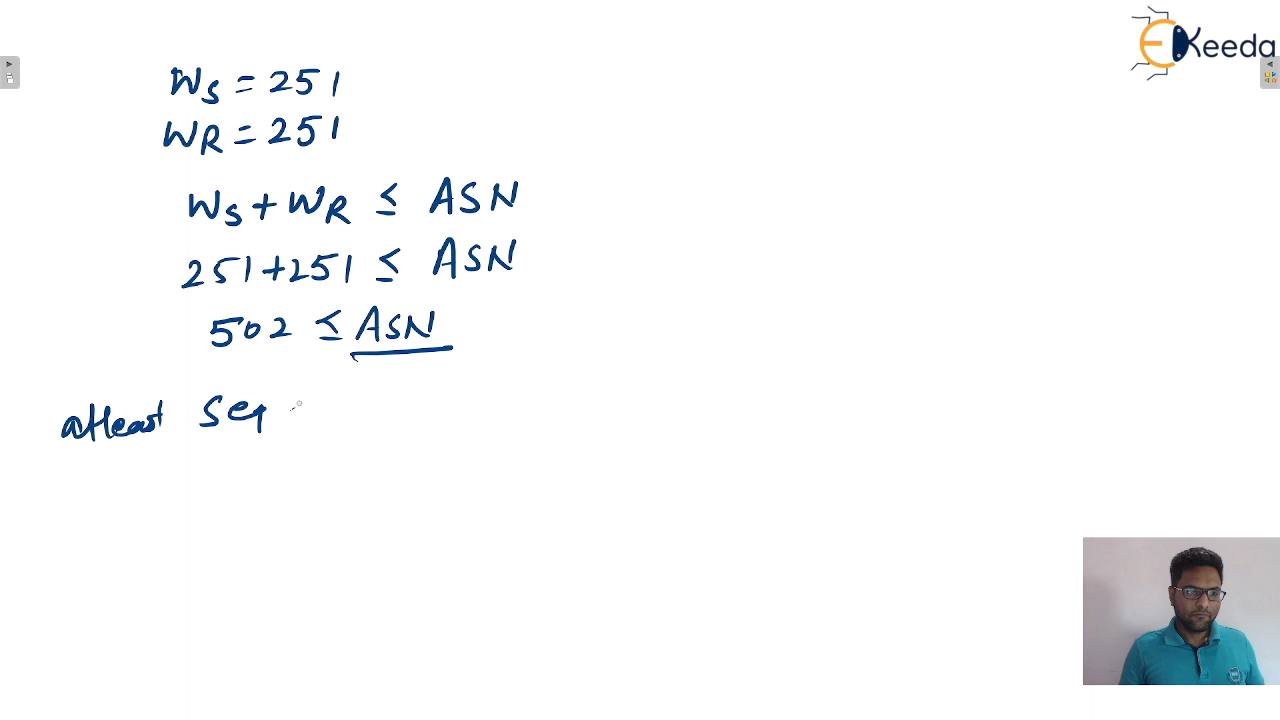 EKeeda
WS = 251
WR = 251
WS + WR ≤ ASN
251+251 ≤ ASN
502 ≤ ASN
atleast seq